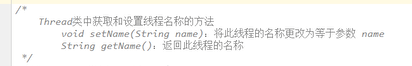 /*
Thread类中获取和设置线程名称的方法
void setName(String name)：将此线程的名称更改为等于参数 name
String getName()：返回此线程的名称
*/